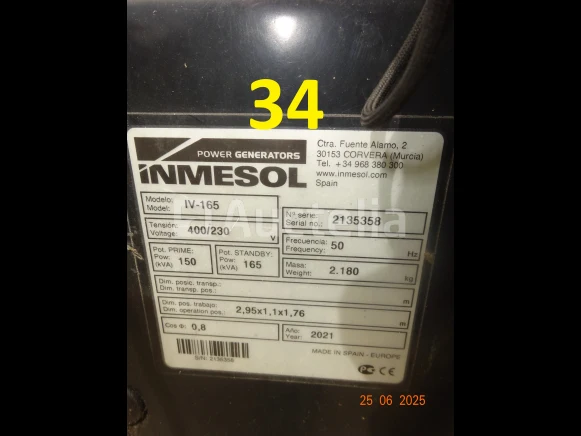 34
POWER GENERATORS
INMESOL
Ctra. Fuente Alamo, 2
30153 CORVERA (Murcia)
Tel. +34 968 380 300
www.inmesol.com
Spain
Modelo:
Model: IV-165
Nº serie:
Serial no.: 2135358
Tensión:
Voltage: 400/230 V
Frecuencia:
Frequency: 50 Hz
Pot. PRIME:
Pow:
(kVA) 150
Pot. STANDBY:
Pow:
(kVA) 165
Mass:
Weight: 2.180 kg
Dim. posic. transp.:
Dim. transp. pos.: m
Dim. pos. trabajo:
Dim. operation pos.: 2,95x1,1x1,76 m
Cos Φ: 0,8
Año:
Year: 2021
S/N: 2135358
MADE IN SPAIN - EUROPE
CE
25 06 2025